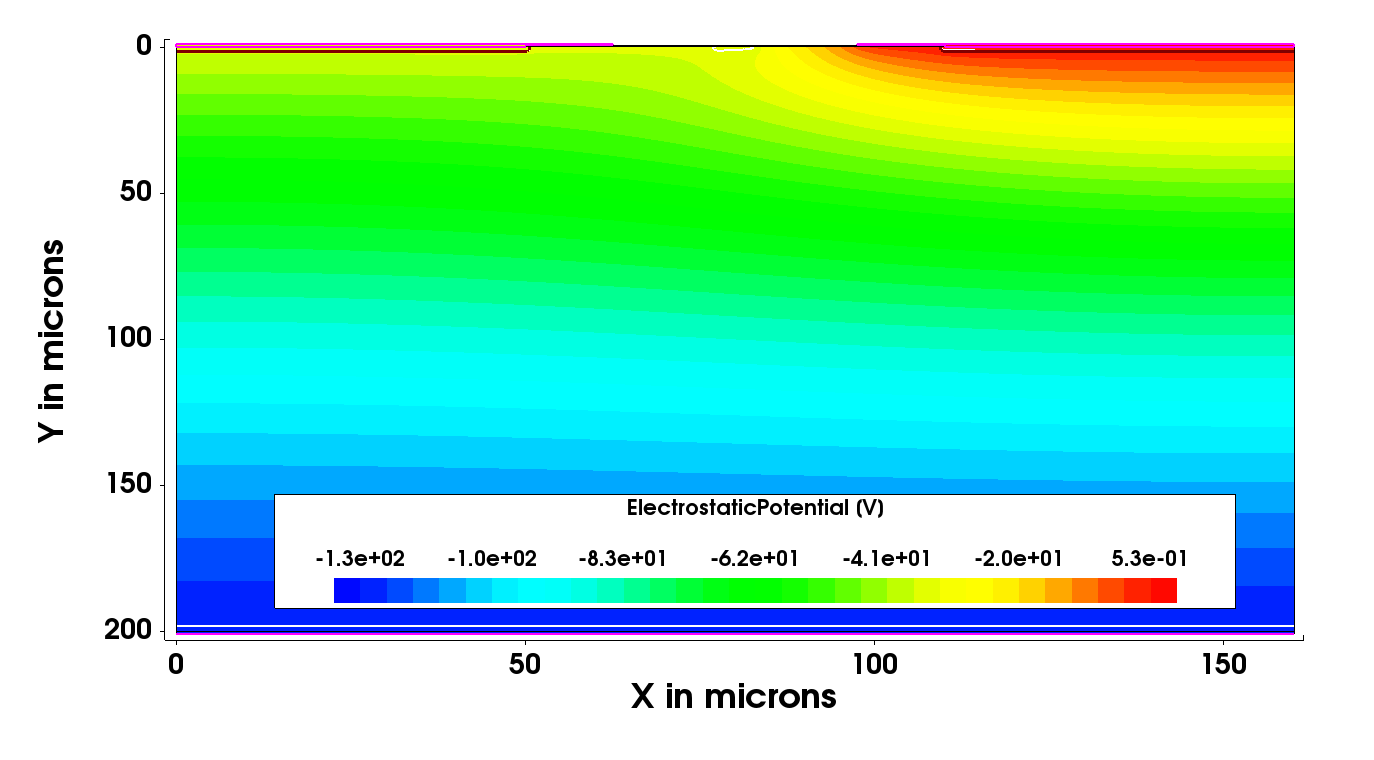 0
50
100
150
200
Y in microns
ElectrostaticPotential (V)
-1.3e+02 -1.0e+02 -8.3e+01 -6.2e+01 -4.1e+01 -2.0e+01 5.3e-01
0 50 100 150
X in microns